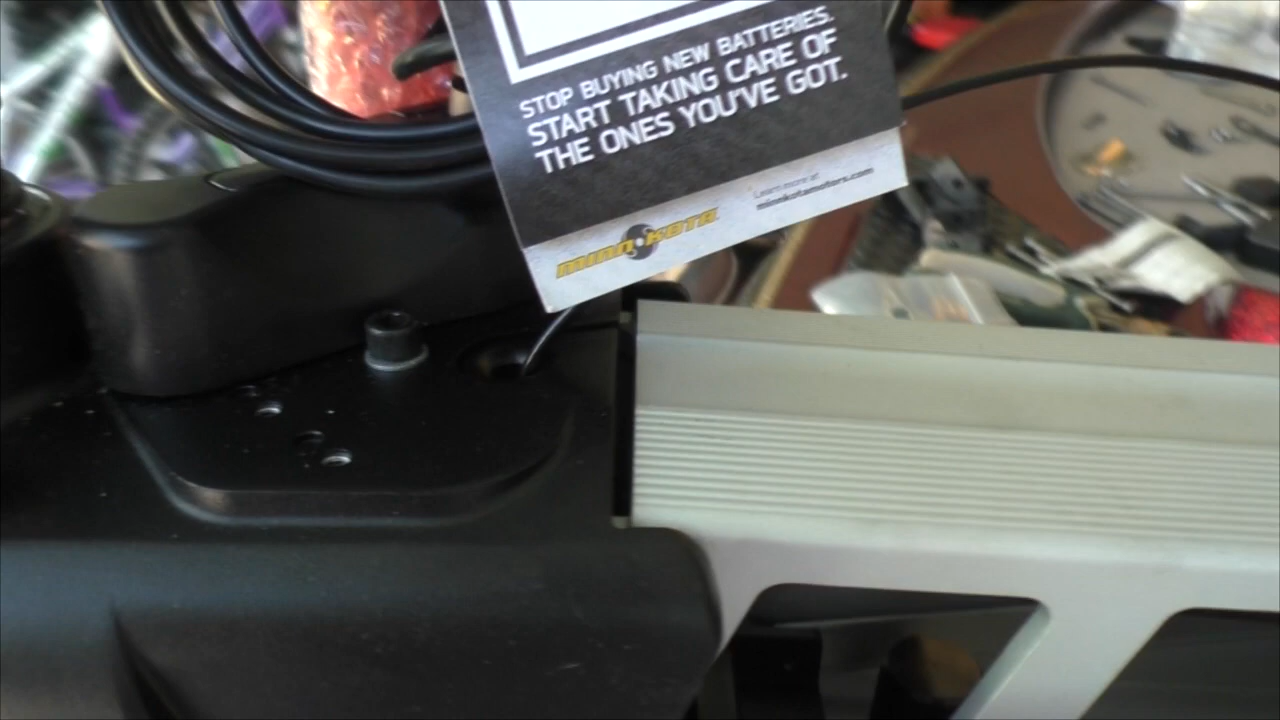 STOP BUYING NEW BATTERIES.
START TAKING CARE OF
THE ONES YOU'VE GOT.
Learn more at
minnkotamotors.com
MINN KOTA